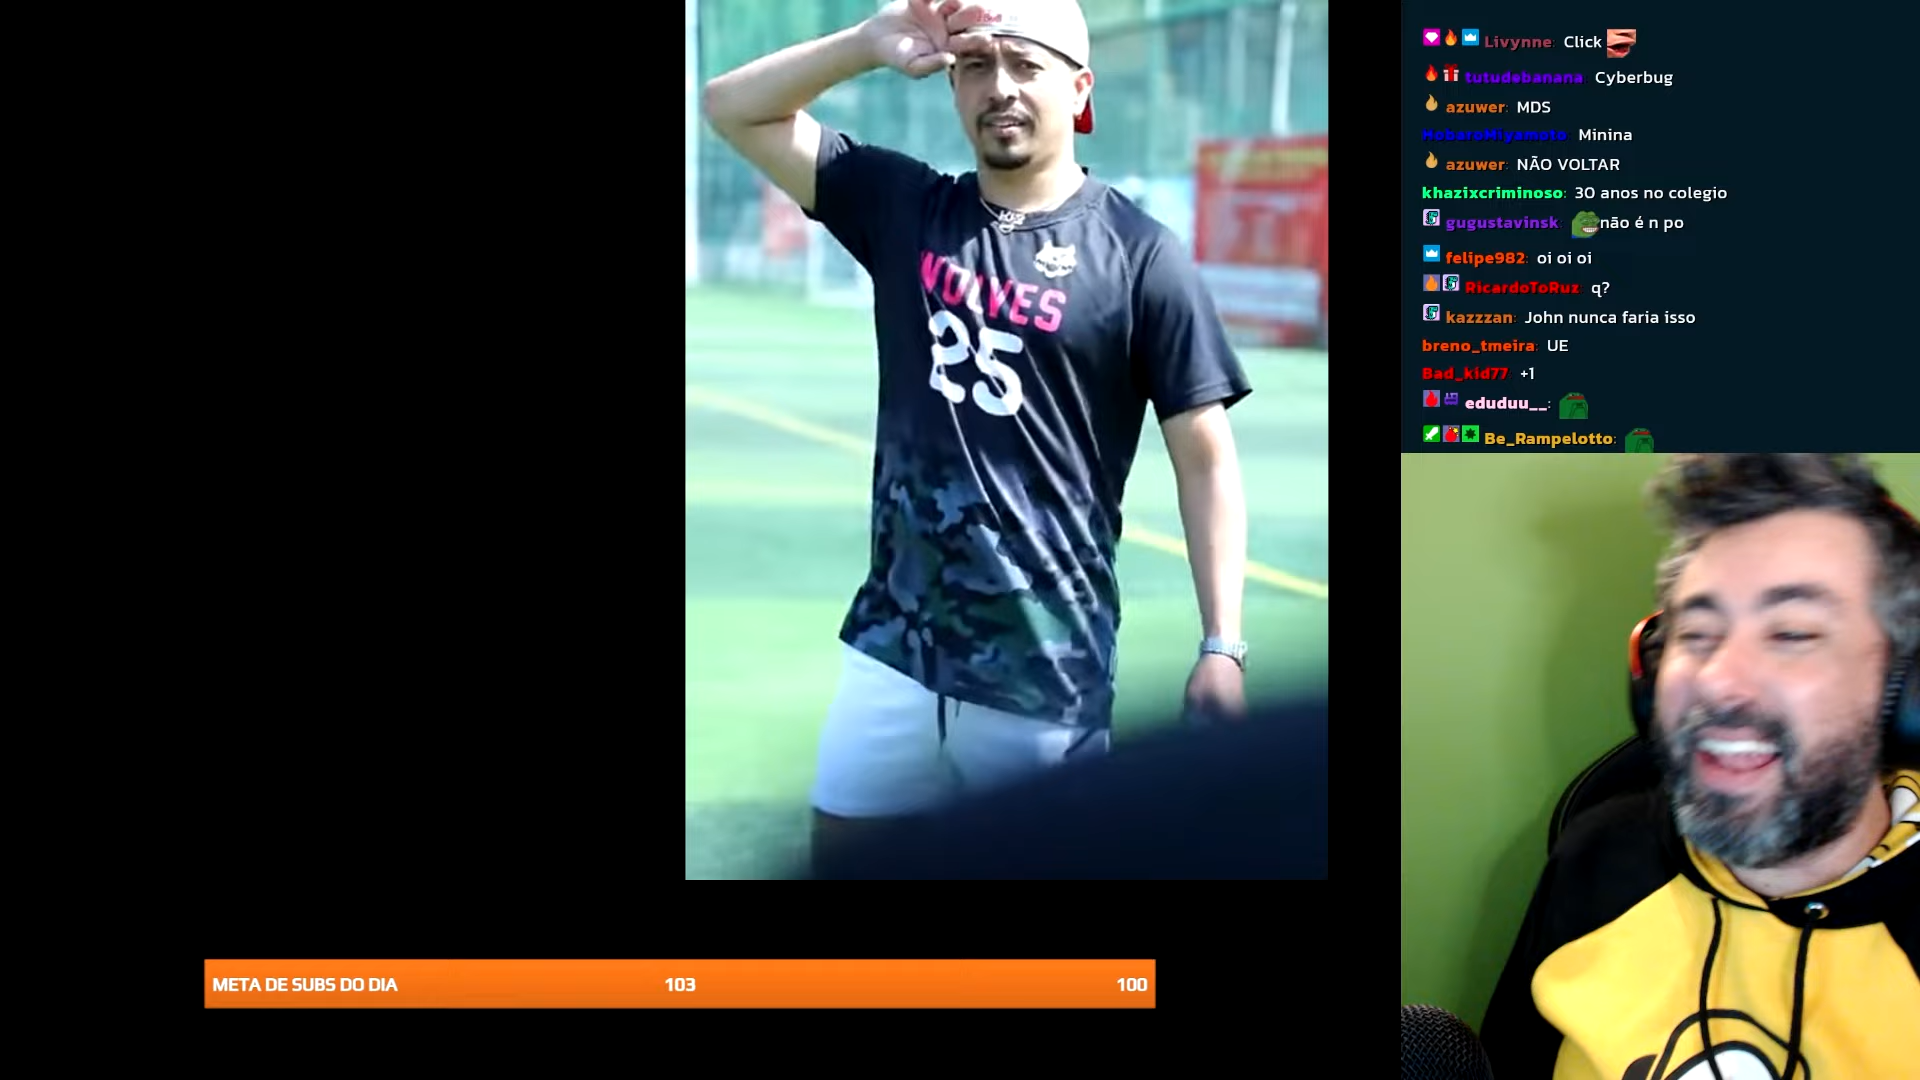 WOLVES
25
Livynne: Click
tutudebanana: Cyberbug
azuwer: MDS
HobaroMiyamoto: Minina
azuwer: NÃO VOLTAR
khazixcriminoso: 30 anos no colegio
gugustavinsk: não é n po
felipe982: oi oi oi
RicardoToRuz: q?
kazzzan: John nunca faria isso
breno_tmeira: UE
Bad_kid77: +1
eduduu__:
Be_Rampelotto:
META DE SUBS DO DIA 103 100